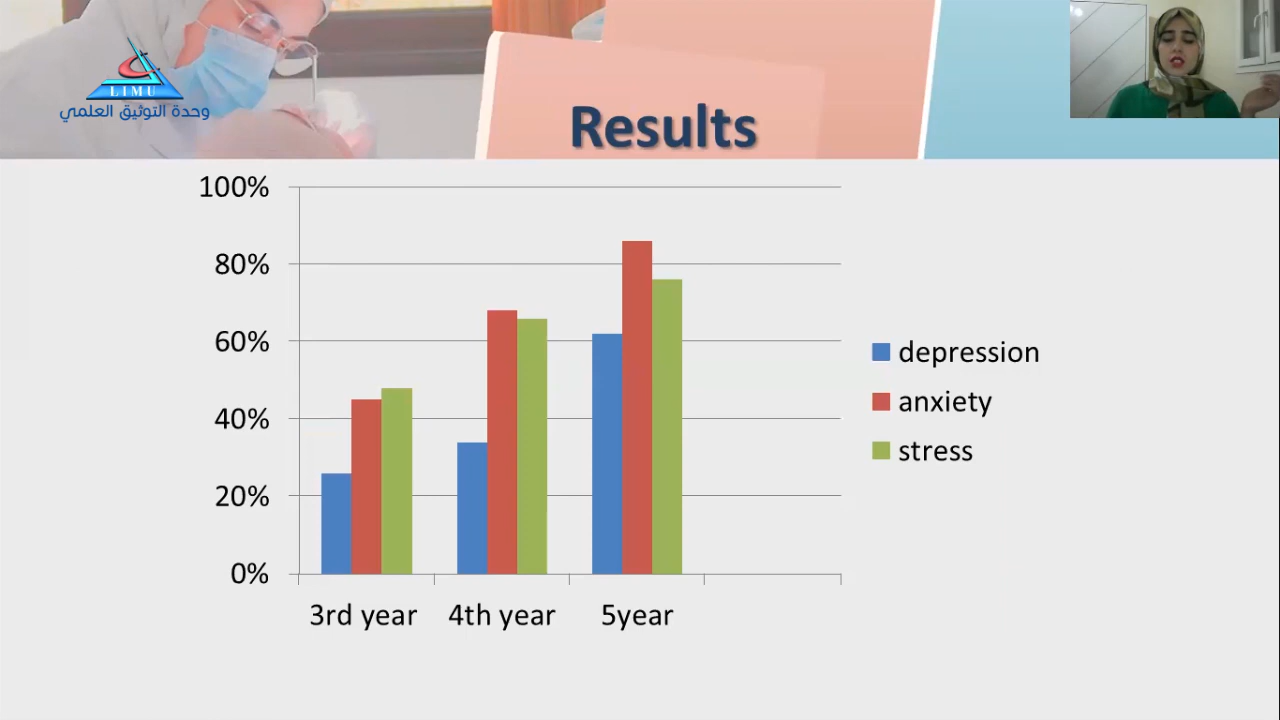 LIMU
وحدة التوثيق العلمي
Results
100%
80%
60%
40%
20%
0%
3rd year
4th year
5year
depression
anxiety
stress